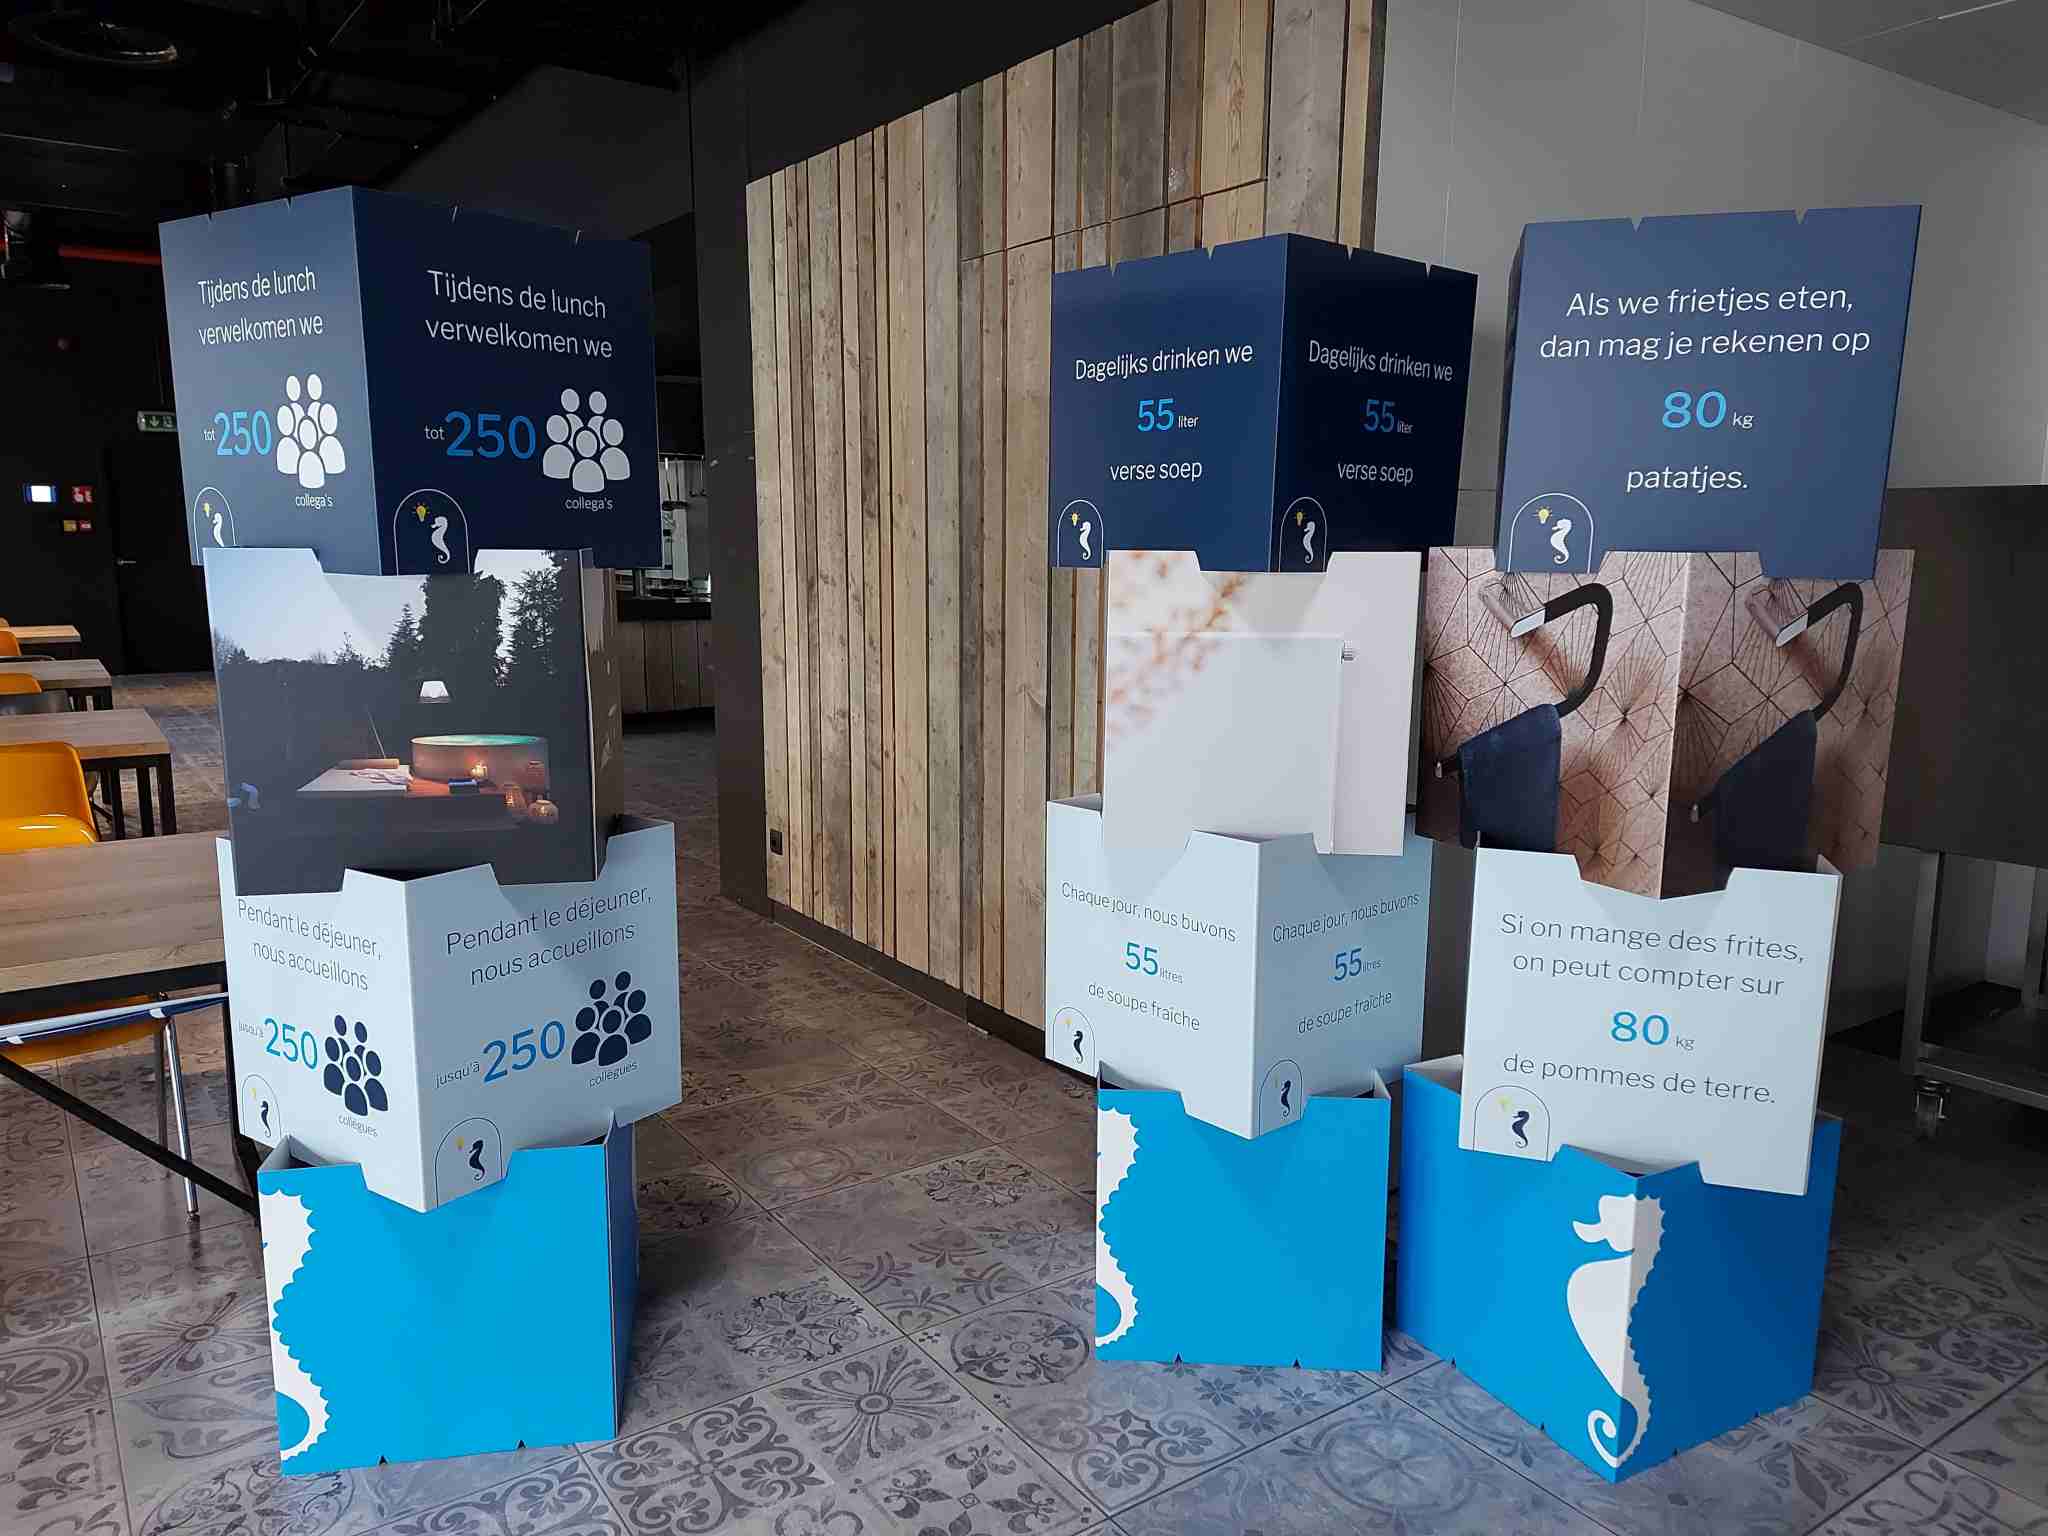 Tijdens de lunch
verwelkomen we
tot 250
collega's
Tijdens de lunch
verwelkomen we
tot 250
collega's
Pendant le déjeuner,
nous accueillons
jusqu'à 250
collègues
Pendant le déjeuner,
nous accueillons
jusqu'à 250
collègues
Dagelijks drinken we
55 liter
verse soep
Dagelijks drinken we
55 liter
verse soep
Chaque jour, nous buvons
55 litres
de soupe fraîche
Chaque jour, nous buvons
55 litres
de soupe fraîche
Als we frietjes eten,
dan mag je rekenen op
80 kg
patatjes.
Si on mange des frites,
on peut compter sur
80 kg
de pommes de terre.